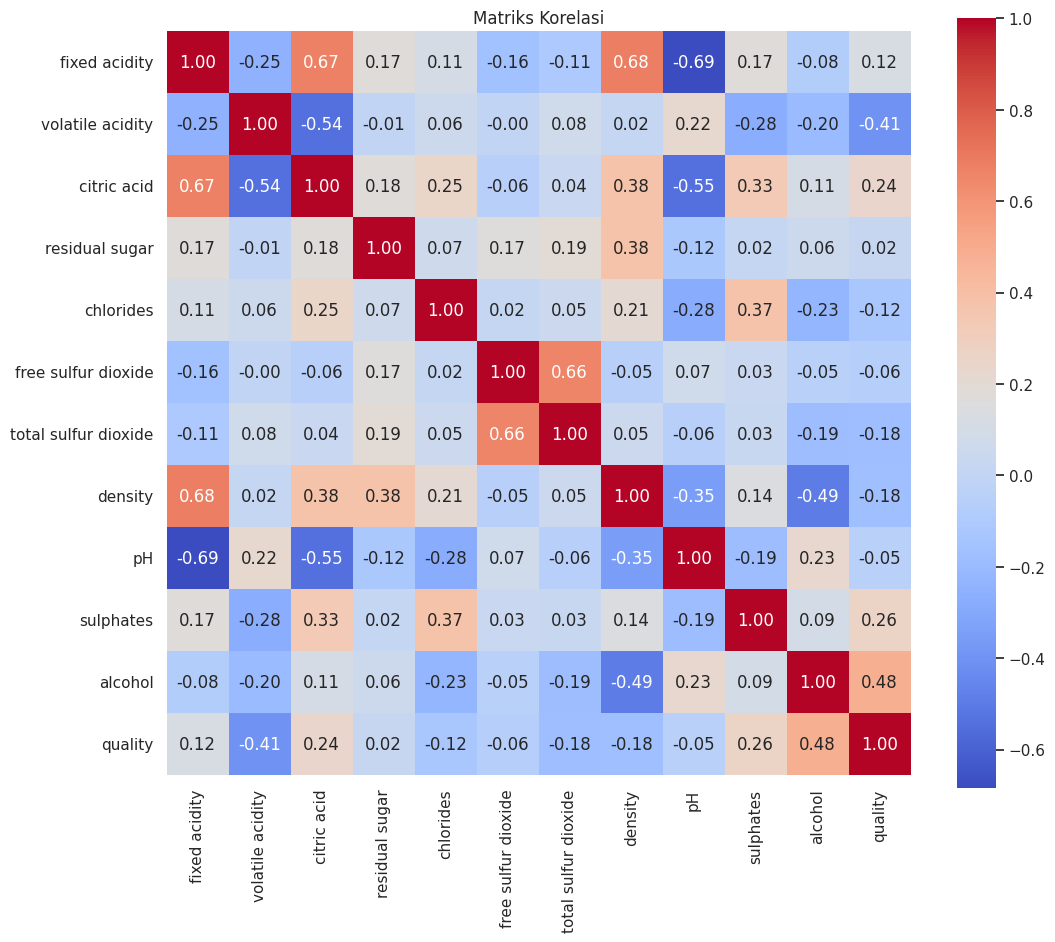 Matriks Korelasi
fixed acidity 1.00 -0.25 0.67 0.17 0.11 -0.16 -0.11 0.68 -0.69 0.17 -0.08 0.12
volatile acidity -0.25 1.00 -0.54 -0.01 0.06 -0.00 0.08 0.02 0.22 -0.28 -0.20 -0.41
citric acid 0.67 -0.54 1.00 0.18 0.25 -0.06 0.04 0.38 -0.55 0.33 0.11 0.24
residual sugar 0.17 -0.01 0.18 1.00 0.07 0.17 0.19 0.38 -0.12 0.02 0.06 0.02
chlorides 0.11 0.06 0.25 0.07 1.00 0.02 0.05 0.21 -0.28 0.37 -0.23 -0.12
free sulfur dioxide -0.16 -0.00 -0.06 0.17 0.02 1.00 0.66 -0.05 0.07 0.03 -0.05 -0.06
total sulfur dioxide -0.11 0.08 0.04 0.19 0.05 0.66 1.00 0.05 -0.06 0.03 -0.19 -0.18
density 0.68 0.02 0.38 0.38 0.21 -0.05 0.05 1.00 -0.35 0.14 -0.49 -0.18
pH -0.69 0.22 -0.55 -0.12 -0.28 0.07 -0.06 -0.35 1.00 -0.19 0.23 -0.05
sulphates 0.17 -0.28 0.33 0.02 0.37 0.03 0.03 0.14 -0.19 1.00 0.09 0.26
alcohol -0.08 -0.20 0.11 0.06 -0.23 -0.05 -0.19 -0.49 0.23 0.09 1.00 0.48
quality 0.12 -0.41 0.24 0.02 -0.12 -0.06 -0.18 -0.18 -0.05 0.26 0.48 1.00
fixed acidity
volatile acidity
citric acid
residual sugar
chlorides
free sulfur dioxide
total sulfur dioxide
density
pH
sulphates
alcohol
quality
1.0
0.8
0.6
0.4
0.2
0.0
−0.2
−0.4
−0.6